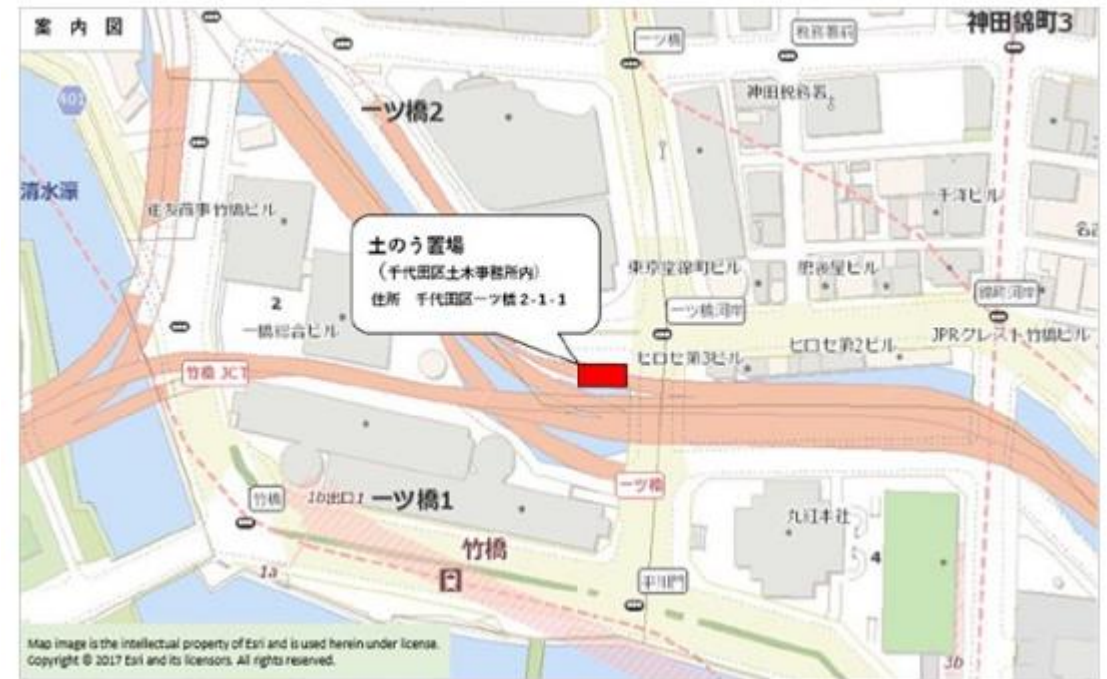 案内図
神田錦町3
一ツ橋
税務署前
401
一ツ橋2
神田税務署
清水濠
住友商事竹橋ビル
千洋ビル
土のう置場
（千代田区土木事務所内）
住所 千代田区一ツ橋2-1-1
東京堂錦町ビル
肥後屋ビル
錦町河岸
2
一ツ橋河岸
一橋総合ビル
JPRクレスト竹橋ビル
ヒロセ第3ビル
ヒロセ第2ビル
竹橋 JCT
一ツ橋
竹橋
1b出口1
一ツ橋1
丸紅本社
竹橋
4
1a
平川門
Map image is the intellectual property of Esri and is used herein under license.
Copyright © 2017 Esri and its licensors. All rights reserved.
3b